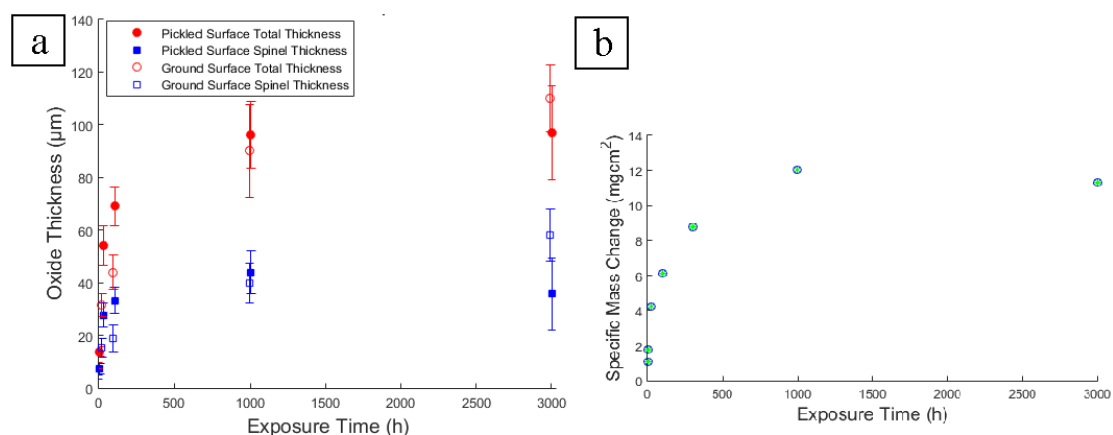 a
Pickled Surface Total Thickness
Pickled Surface Spinel Thickness
Ground Surface Total Thickness
Ground Surface Spinel Thickness
140
120
100
80
60
40
20
0
Oxide Thickness (μm)
0 500 1000 1500 2000 2500 3000
Exposure Time (h)
b
14
12
10
8
6
4
2
0
Specific Mass Change (mgcm²)
0 500 1000 1500 2000 2500 3000
Exposure Time (h)